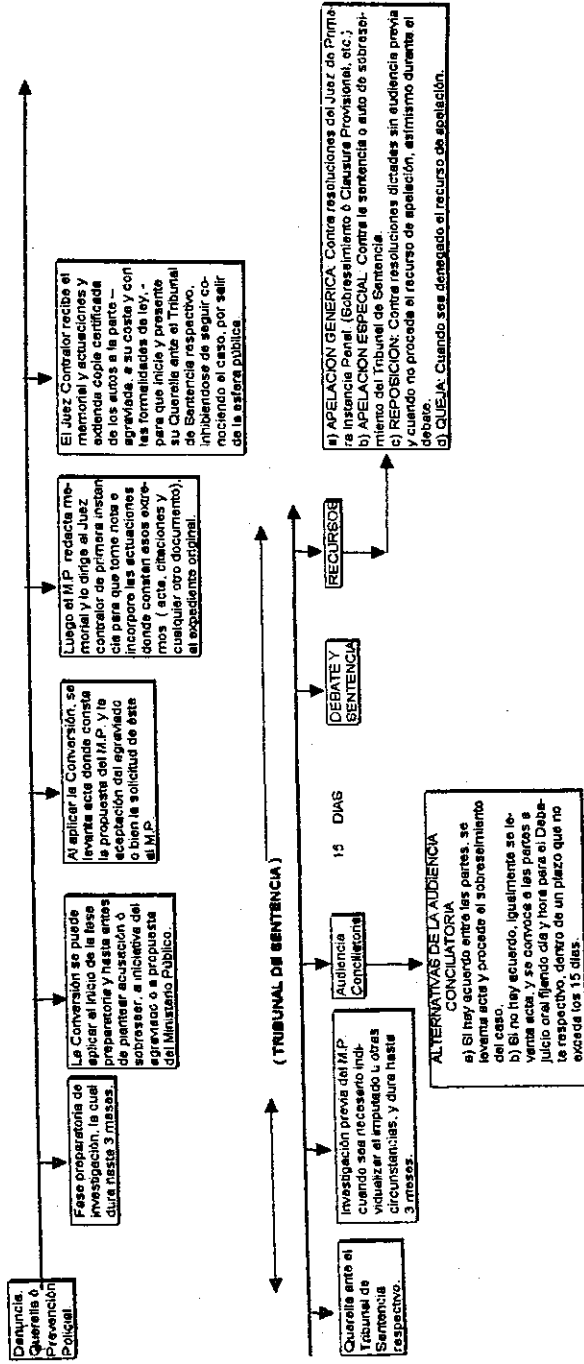 Denuncia,
Querella ó
Prevención
Policial.
Fase preparatoria de
investigación, la cual
dura hasta 3 meses.
La Conversión se puede
aplicar al inicio de la fase
preparatoria y hasta antes
de plantear acusación ó
sobreseer, a iniciativa del
agraviado o a propuesta
del Ministerio Público.
Al aplicar la Conversión, se
levanta acta donde consta
la propuesta del M.P. y la
aceptación del agraviado
o bien la solicitud de éste
al M.P.
Luego el M.P. redacta me-
morial y lo dirige al Juez
contralor de primera instan
cia para que tome nota e
incorpore las actuaciones
donde constan esos extre-
mos ( acta, citaciones y
cualquier otro documento),
al expediente original.
El Juez Contralor recibe el
memorial y actuaciones y
extiende copia certificada
de los autos a la parte –
agraviada, a su costa y con
las formalidades de ley, -
para que inicie y presente
su Querella ante el Tribunal
de Sentencia respectivo,
inhibiéndose de seguir co-
nociendo el caso, por salir
de la esfera pública.
( TRIBUNAL DE SENTENCIA )
Querella ante el
Tribunal de
Sentencia
respectivo.
Investigación previa del M.P.
cuando sea necesario indi-
vidualizar al imputado u otras
circunstancias, y dura hasta
3 meses.
Audiencia
Conciliatoria
15 DIAS
DEBATE Y
SENTENCIA
RECURSOS
ALTERNATIVAS DE LA AUDIENCIA
CONCILIATORIA
a) Si hay acuerdo entre las partes, se
levanta acta y procede el sobreseimiento
del caso.
b) Si no hay acuerdo, igualmente se le-
vanta acta, y se convoca a las partes a
juicio oral fijando día y hora para el Deba-
te respectivo, dentro de un plazo que no
exceda los 15 días.
a) APELACION GENERICA: Contra resoluciones del Juez de Prime-
ra Instancia Penal. (Sobreseimiento ó Clausura Provisional, etc.)
b) APELACION ESPECIAL: Contra la sentencia o auto de sobresei-
miento del Tribunal de Sentencia.
c) REPOSICION: Contra resoluciones dictadas sin audiencia previa
y cuando no procede el recurso de apelación, asimismo durante el
debate.
d) QUEJA: Cuando sea denegado el recurso de apelación.